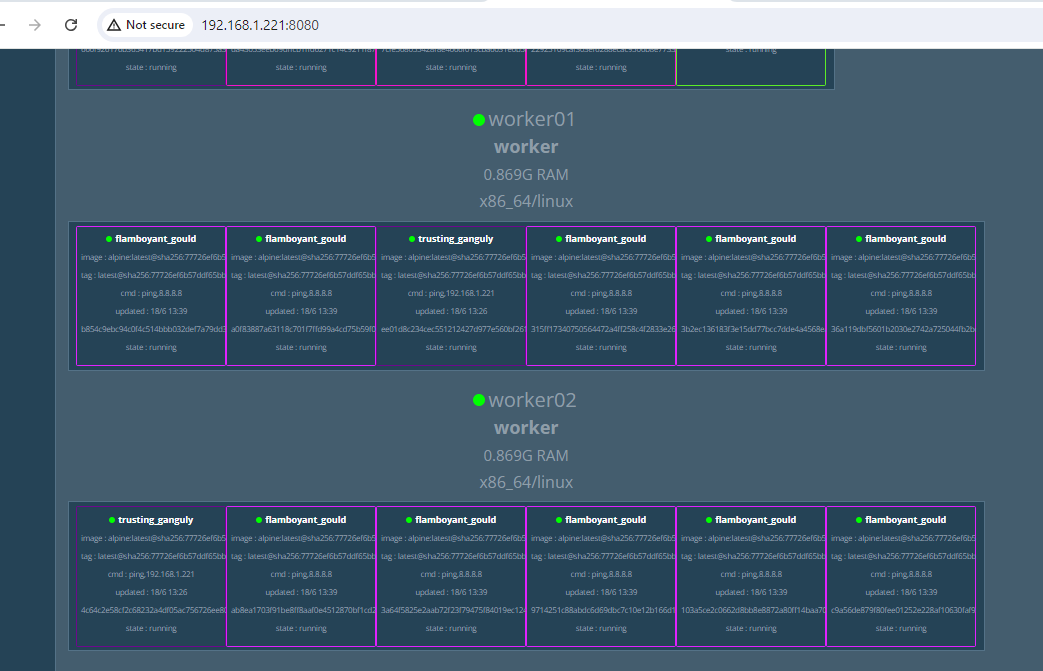 Not secure 192.168.1.221:8080
state : running state : running state : running state : running state : running
worker01
worker
0.869G RAM
x86_64/linux
flamboyant_gould flamboyant_gould trusting_ganguly flamboyant_gould flamboyant_gould flamboyant_gould
image : alpine:latest@sha256:77726ef6b5 image : alpine:latest@sha256:77726ef6b5 image : alpine:latest@sha256:77726ef6b5 image : alpine:latest@sha256:77726ef6b5 image : alpine:latest@sha256:77726ef6b5 image : alpine:latest@sha256:77726ef6b5
tag : latest@sha256:77726ef6b57ddf65bb tag : latest@sha256:77726ef6b57ddf65bb tag : latest@sha256:77726ef6b57ddf65bb tag : latest@sha256:77726ef6b57ddf65bb tag : latest@sha256:77726ef6b57ddf65bb tag : latest@sha256:77726ef6b57ddf65bb
cmd : ping,8.8.8.8 cmd : ping,8.8.8.8 cmd : ping,192.168.1.221 cmd : ping,8.8.8.8 cmd : ping,8.8.8.8 cmd : ping,8.8.8.8
updated : 18/6 13:39 updated : 18/6 13:39 updated : 18/6 13:26 updated : 18/6 13:39 updated : 18/6 13:39 updated : 18/6 13:39
b854c9ebc94c0f4c514bbb032def7a79dd3 a0f83887a63118c701f7ffd99a4cd75b59f0 ee01d8c234cec551212427d977e560bf261 315ff17340750564472a4ff258c4f2833e26 3b2ec136183f3e15dd77bcc7dde4a4568e 36a119dbf5601b2030e2742a725044fb2b
state : running state : running state : running state : running state : running state : running
worker02
worker
0.869G RAM
x86_64/linux
trusting_ganguly flamboyant_gould flamboyant_gould flamboyant_gould flamboyant_gould flamboyant_gould
image : alpine:latest@sha256:77726ef6b5 image : alpine:latest@sha256:77726ef6b5 image : alpine:latest@sha256:77726ef6b5 image : alpine:latest@sha256:77726ef6b5 image : alpine:latest@sha256:77726ef6b5 image : alpine:latest@sha256:77726ef6b5
tag : latest@sha256:77726ef6b57ddf65bb tag : latest@sha256:77726ef6b57ddf65bb tag : latest@sha256:77726ef6b57ddf65bb tag : latest@sha256:77726ef6b57ddf65bb tag : latest@sha256:77726ef6b57ddf65bb tag : latest@sha256:77726ef6b57ddf65bb
cmd : ping,192.168.1.221 cmd : ping,8.8.8.8 cmd : ping,8.8.8.8 cmd : ping,8.8.8.8 cmd : ping,8.8.8.8 cmd : ping,8.8.8.8
updated : 18/6 13:26 updated : 18/6 13:39 updated : 18/6 13:39 updated : 18/6 13:39 updated : 18/6 13:39 updated : 18/6 13:39
4c64c2e58cf2c68232a4df05ac756726ee80 ab8ea1703f91be8ff8aaf0e4512870bf1cd2 3a64f5825e2aab72f23f79475f84019ec124 9714251c88abdc6d69dbc7c10e12b166d1 103a5ce2c0662d8bb8e8872a80ff14baa70 c9a56de879f80fee01252e228af10630faf9
state : running state : running state : running state : running state : running state : running